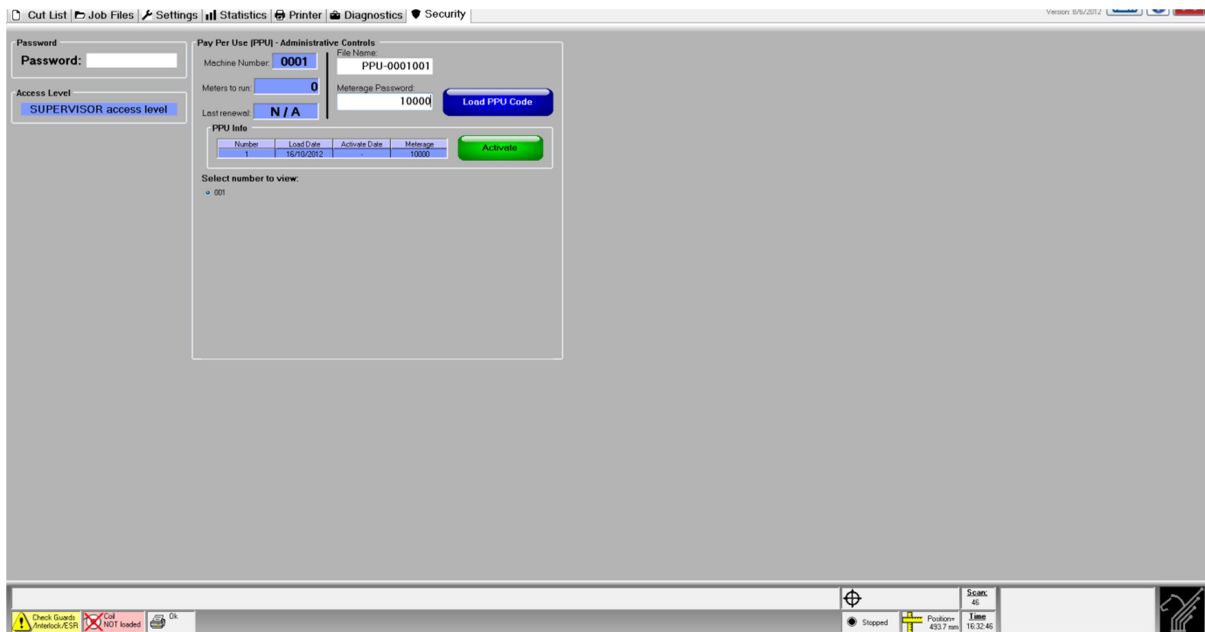 Cut List Job Files Settings Statistics Printer Diagnostics Security
Version: 8/6/2012
Password
Password:
Access Level
SUPERVISOR access level
Pay Per Use (PPU) - Administrative Controls
Machine Number: 0001
File Name:
PPU-0001001
Meters to run: 0
Meterage Password:
10000
Load PPU Code
Last renewal: N / A
PPU Info
Number Load Date Activate Date Meterage
1 16/10/2012 - 10000
Activate
Select number to view:
001
Scan:
46
Check Guards
/Interlock/ESR
Coil
NOT loaded
Ok
Stopped
Position=
493.7 mm
Time
16:32:46